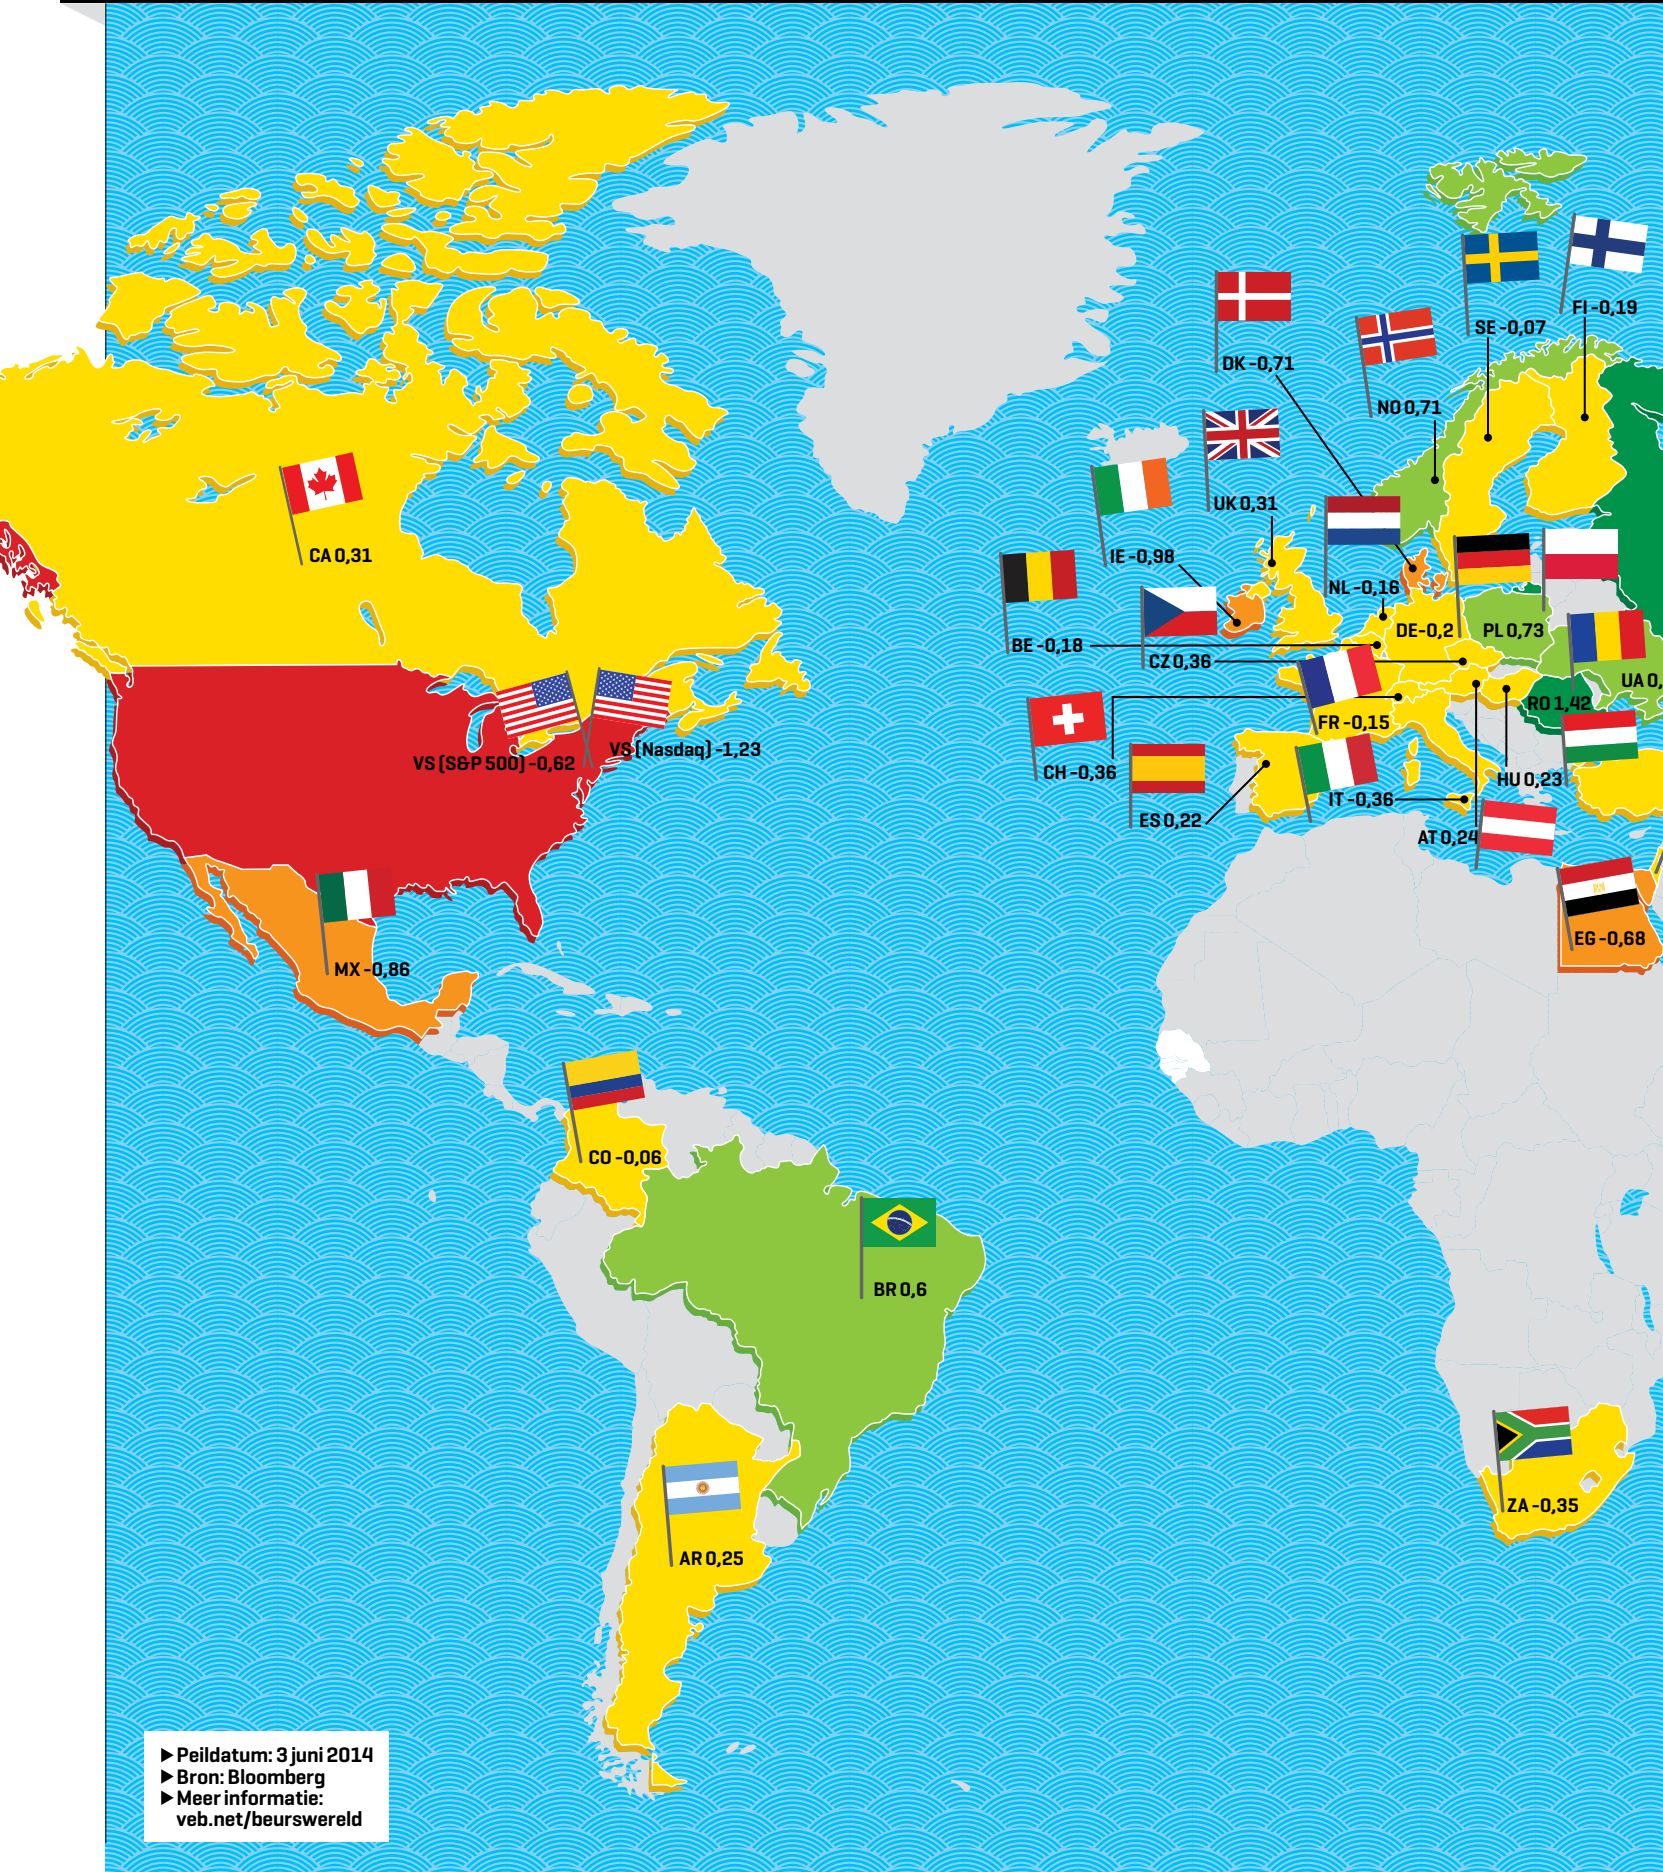 FI -0,19
SE -0,07
DK -0,71
NO 0,71
UK 0,31
CA 0,31
IE -0,98
NL -0,16
DE -0,2
PL 0,73
BE -0,18
CZ 0,36
UA 0,
RO 1,42
FR -0,15
VS (S&P 500) -0,62
VS (Nasdaq) -1,23
CH -0,36
HU 0,23
IT -0,36
ES 0,22
AT 0,24
EG -0,68
MX -0,86
CO -0,06
BR 0,6
ZA -0,35
AR 0,25
▶ Peildatum: 3 juni 2014
▶ Bron: Bloomberg
▶ Meer informatie:
veb.net/beurswereld